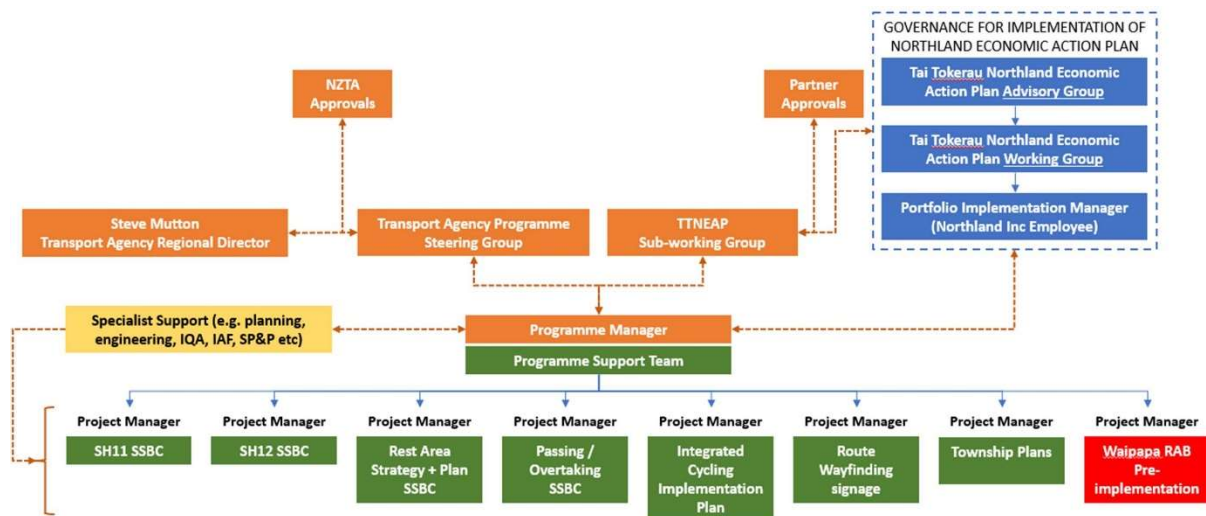 GOVERNANCE FOR IMPLEMENTATION OF
NORTHLAND ECONOMIC ACTION PLAN
Tai Tokerau Northland Economic
Action Plan Advisory Group
Tai Tokerau Northland Economic
Action Plan Working Group
Portfolio Implementation Manager
(Northland Inc Employee)
NZTA
Approvals
Partner
Approvals
Steve Mutton
Transport Agency Regional Director
Transport Agency Programme
Steering Group
TTNEAP
Sub-working Group
Specialist Support (e.g. planning,
engineering, IQA, IAF, SP&P etc)
Programme Manager
Programme Support Team
Project Manager
SH11 SSBC
Project Manager
SH12 SSBC
Project Manager
Rest Area
Strategy + Plan
SSBC
Project Manager
Passing /
Overtaking
SSBC
Project Manager
Integrated
Cycling
Implementation
Plan
Project Manager
Route
Wayfinding
signage
Project Manager
Township Plans
Project Manager
Waipapa RAB
Pre-
implementation